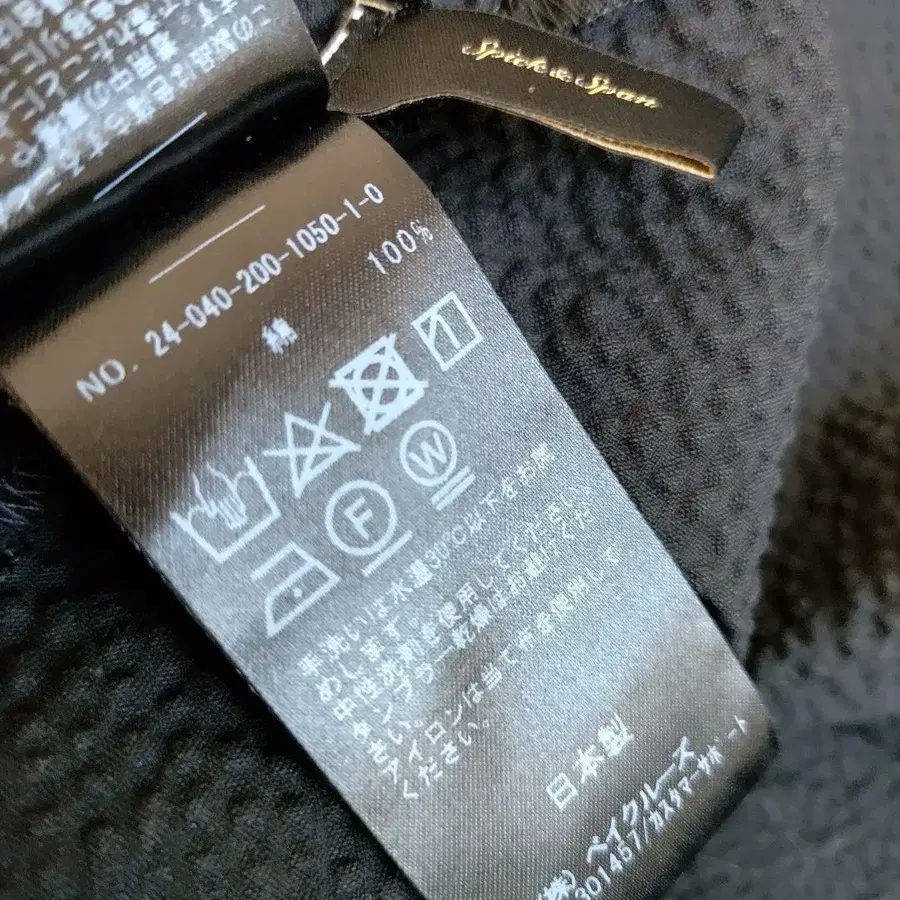 Spick & Span
NO. 24-040-200-1050-1-0
綿 100%
F
W
手洗いは水温30℃以下をお勧
めします。
中性洗剤を使用してください。
タンブラー乾燥はお避けくだ
さい。
アイロンは当て布を使用して
ください。
日本製
(株) ベイクルーズ
301457/カスタマーサポート